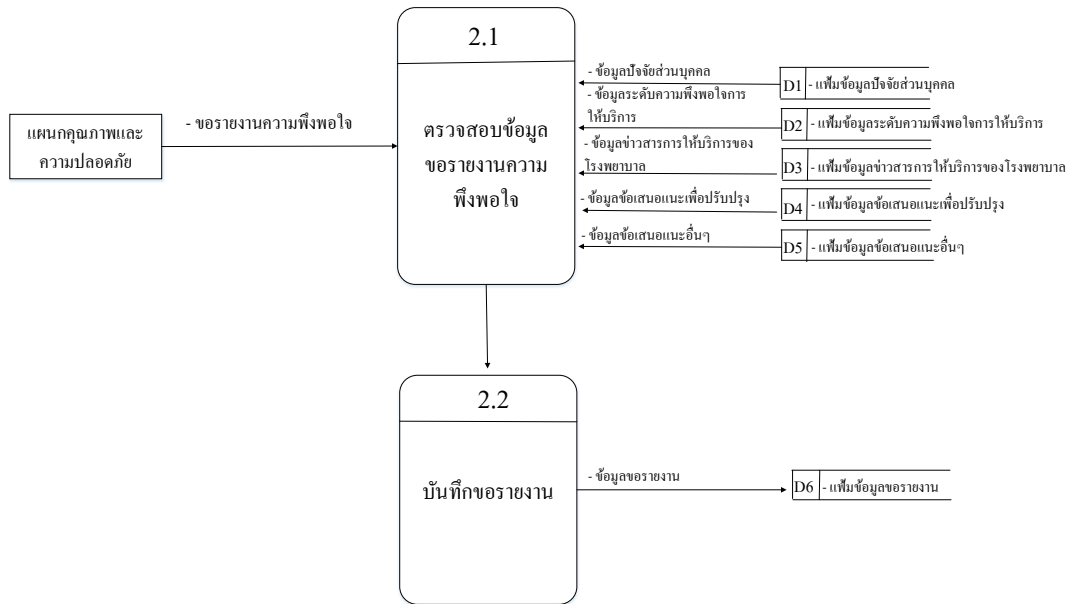 2.1
ตรวจสอบข้อมูล
ขอรายงานความ
พึงพอใจ
แผนกคุณภาพและ
ความปลอดภัย
- ขอรายงานความพึงพอใจ
- ข้อมูลปัจจัยส่วนบุคคล
D1 - แฟ้มข้อมูลปัจจัยส่วนบุคคล
- ข้อมูลระดับความพึงพอใจการ
ให้บริการ
D2 - แฟ้มข้อมูลระดับความพึงพอใจการให้บริการ
- ข้อมูลข่าวสารการให้บริการของ
โรงพยาบาล
D3 - แฟ้มข้อมูลข่าวสารการให้บริการของโรงพยาบาล
- ข้อมูลข้อเสนอแนะเพื่อปรับปรุง
D4 - แฟ้มข้อมูลข้อเสนอแนะเพื่อปรับปรุง
- ข้อมูลข้อเสนอแนะอื่นๆ
D5 - แฟ้มข้อมูลข้อเสนอแนะอื่นๆ
2.2
บันทึกขอรายงาน
- ข้อมูลขอรายงาน
D6 - แฟ้มข้อมูลขอรายงาน